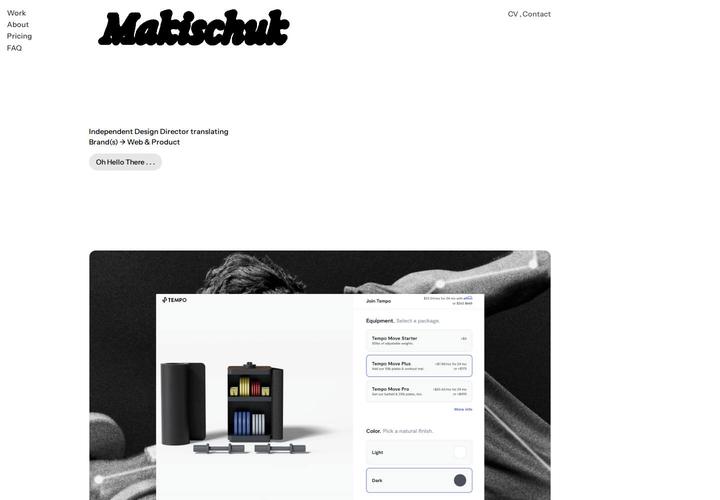 Work
About
Pricing
FAQ
Makischuk
CV , Contact
Independent Design Director translating
Brand(s) → Web & Product
Oh Hello There . . .
TEMPO
Join Tempo
Equipment. Select a package.
Tempo Move Starter
Tempo Move Plus
Tempo Move Pro
More info
Color. Pick a natural finish.
Light
Dark